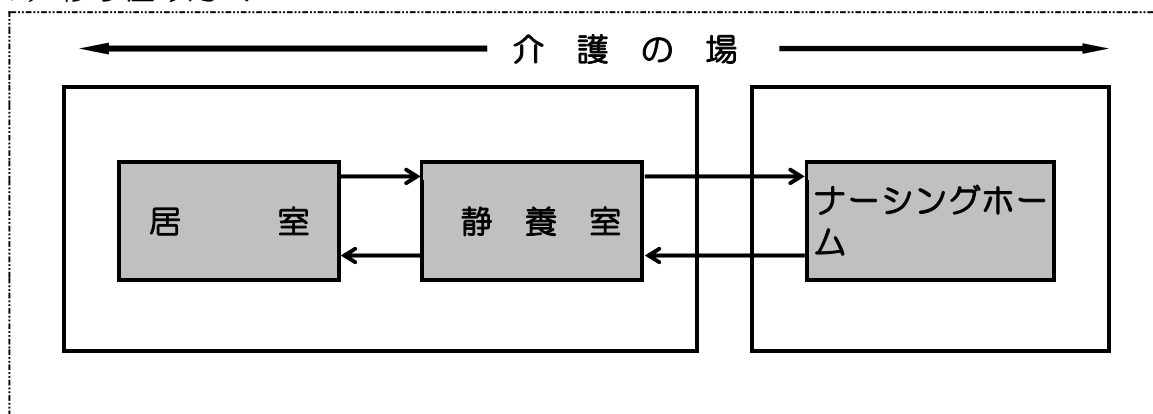 介 護 の 場
居 室
静 養 室
ナーシングホー
ム